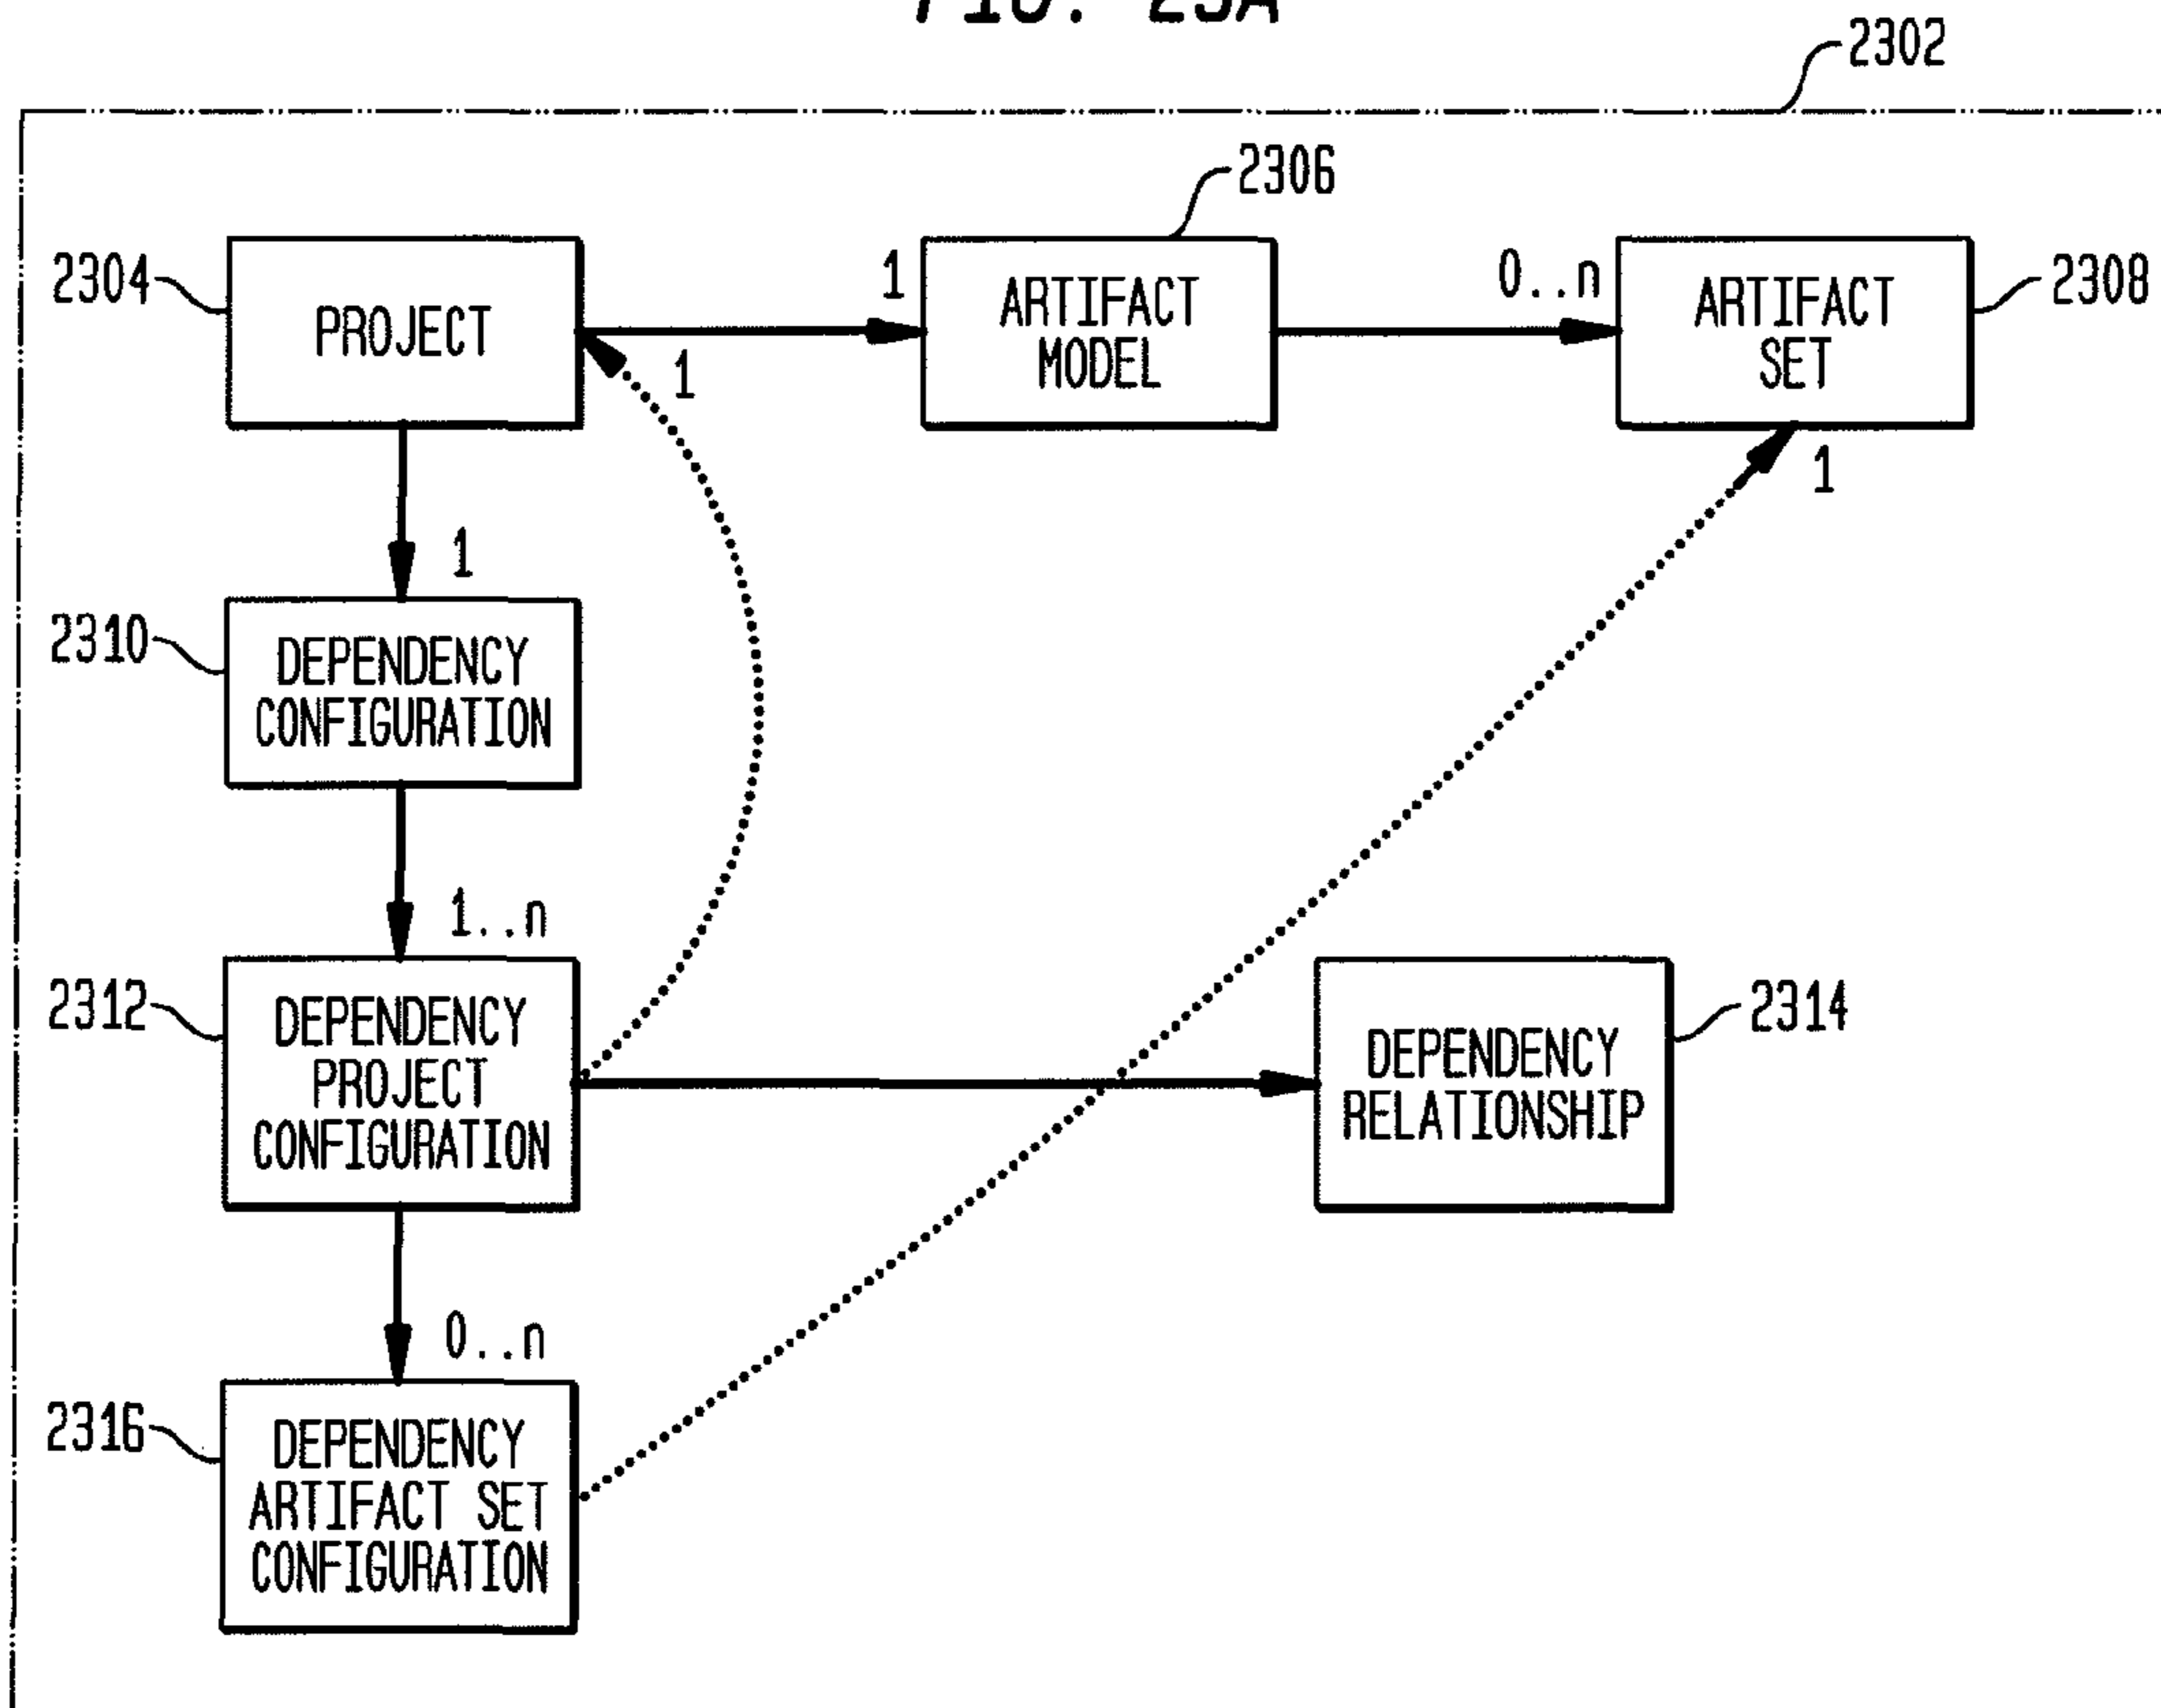 FIG. 23A
2302
2306
2304
PROJECT
1
ARTIFACT
MODEL
0..n
ARTIFACT
SET
2308
1
1
1
2310
DEPENDENCY
CONFIGURATION
1..n
2312
DEPENDENCY
PROJECT
CONFIGURATION
DEPENDENCY
RELATIONSHIP
2314
0..n
2316
DEPENDENCY
ARTIFACT SET
CONFIGURATION